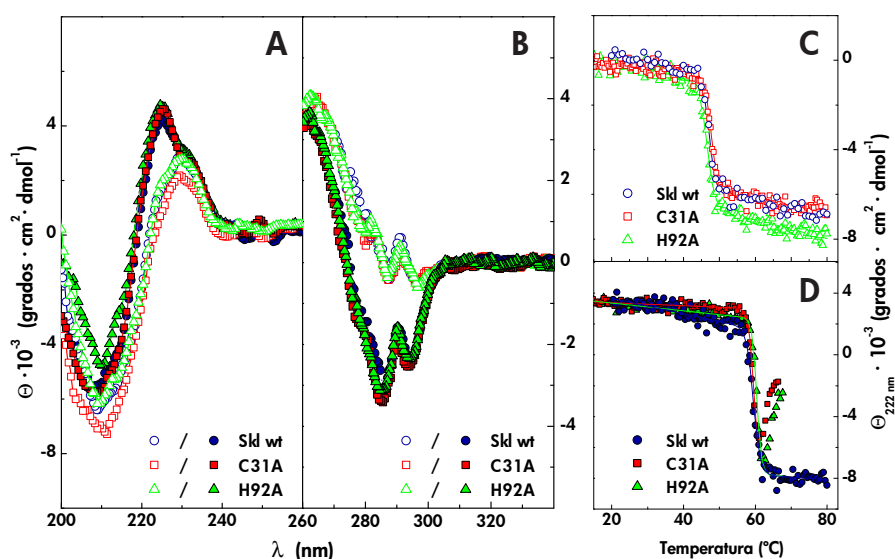 A
B
C
D
Θ · 10⁻³ (grados · cm² · dmol⁻¹)
4
0
-4
-8
200
220
240
260
280
300
320
λ (nm)
○ / ● Skl wt
□ / ■ C31A
△ / ▲ H92A
○ / ● Skl wt
□ / ■ C31A
△ / ▲ H92A
4
2
0
-2
-4
○ Skl wt
□ C31A
△ H92A
0
-4
-8
● Skl wt
■ C31A
▲ H92A
4
0
-4
-8
20
40
60
80
Temperatura (°C)
Θ₂₂₂ nm · 10⁻³ (grados · cm² · dmol⁻¹)